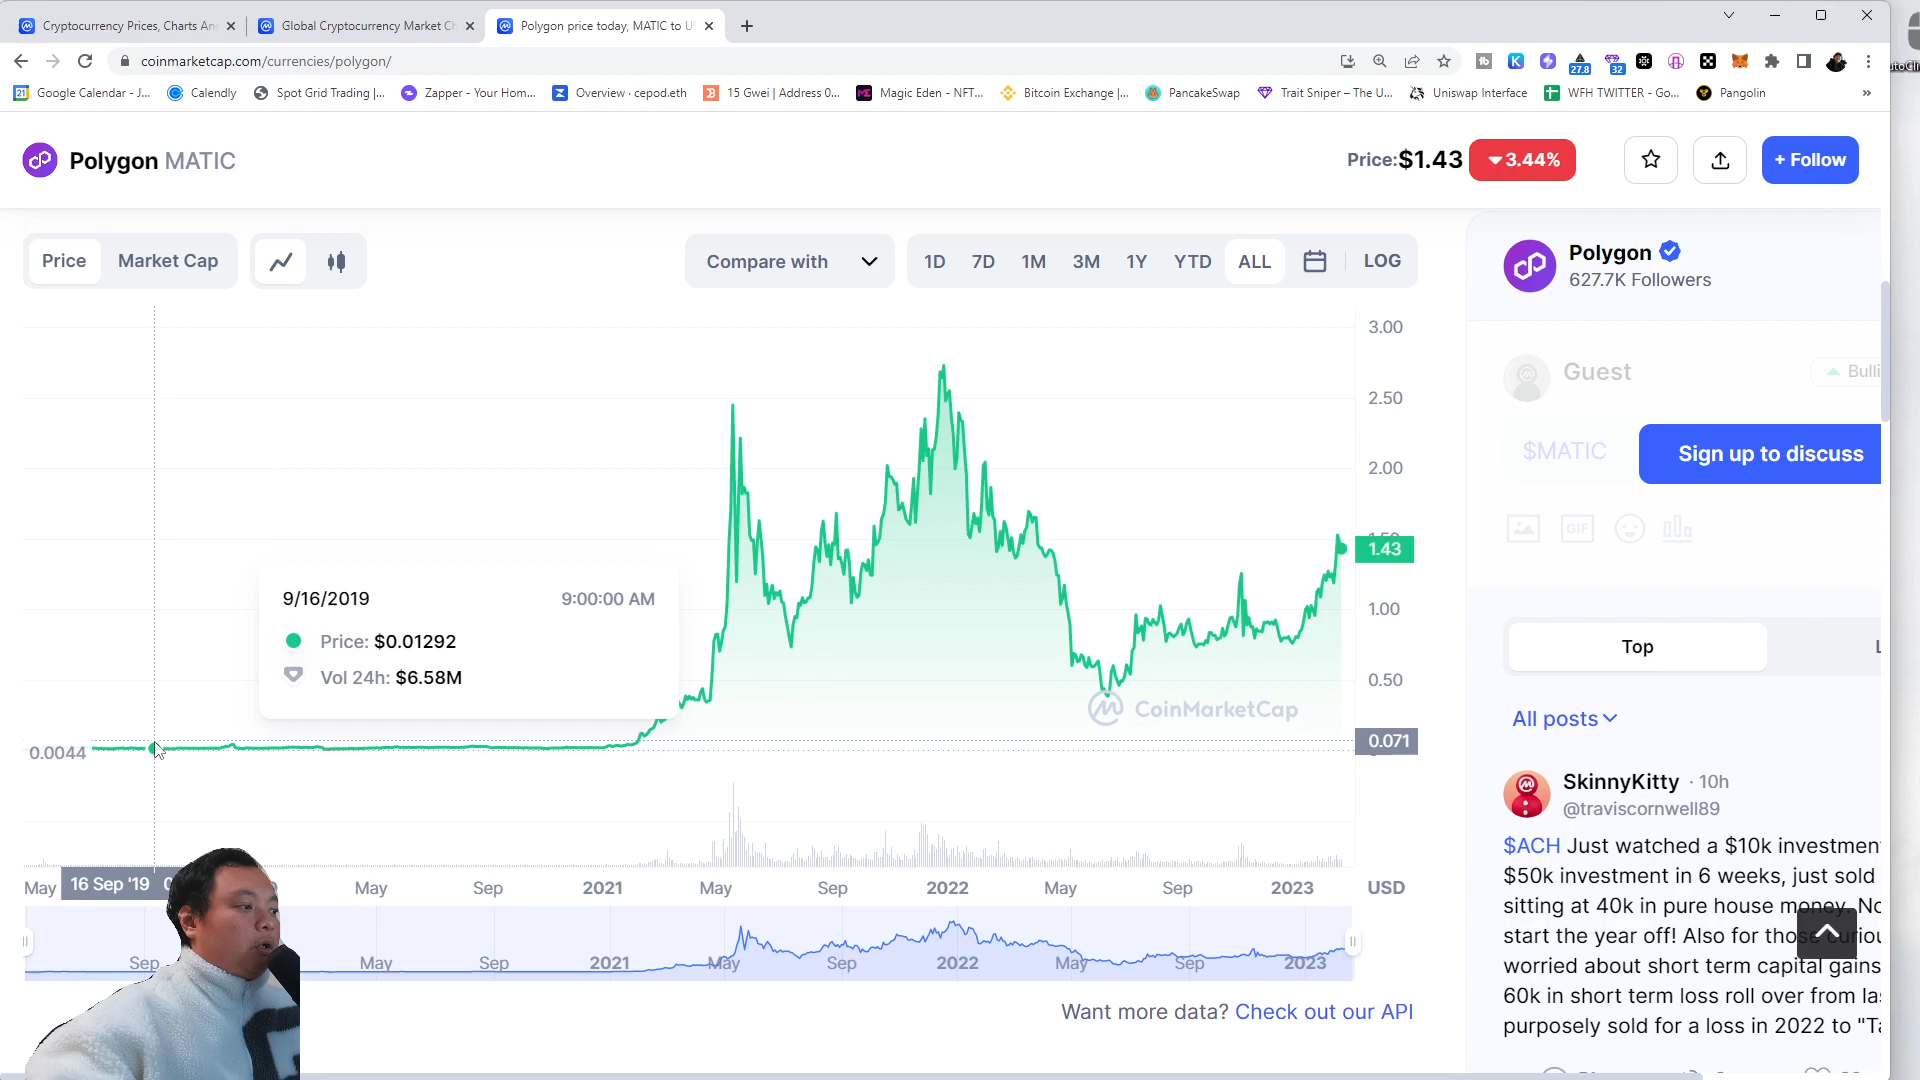 Cryptocurrency Prices, Charts An
Global Cryptocurrency Market Ch
Polygon price today, MATIC to U
coinmarketcap.com/currencies/polygon/
27.8
32
Google Calendar - J...
Calendly
Spot Grid Trading |...
Zapper - Your Hom...
Overview · cepod.eth
15 Gwei | Address 0...
Magic Eden - NFT...
Bitcoin Exchange |...
PancakeSwap
Trait Sniper – The U...
Uniswap Interface
WFH TWITTER - Go...
Pangolin
»
Polygon MATIC
Price:$1.43
3.44%
+ Follow
Price
Market Cap
Compare with
1D
7D
1M
3M
1Y
YTD
ALL
LOG
Polygon
627.7K Followers
Guest
Bulli
$MATIC
Sign up to discuss
GIF
3.00
2.50
2.00
1.43
1.00
0.50
0.071
0.0044
9/16/2019
9:00:00 AM
Price: $0.01292
Vol 24h: $6.58M
CoinMarketCap
Top
All posts
May
16 Sep '19
May
Sep
2021
May
Sep
2022
May
Sep
2023
USD
Sep
May
Sep
2021
May
Sep
2022
May
Sep
2023
Want more data? Check out our API
SkinnyKitty · 10h
@traviscornwell89
$ACH Just watched a $10k investmen
$50k investment in 6 weeks, just sold
sitting at 40k in pure house money. No
start the year off! Also for those curiou
worried about short term capital gains
60k in short term loss roll over from la
purposely sold for a loss in 2022 to "Ta